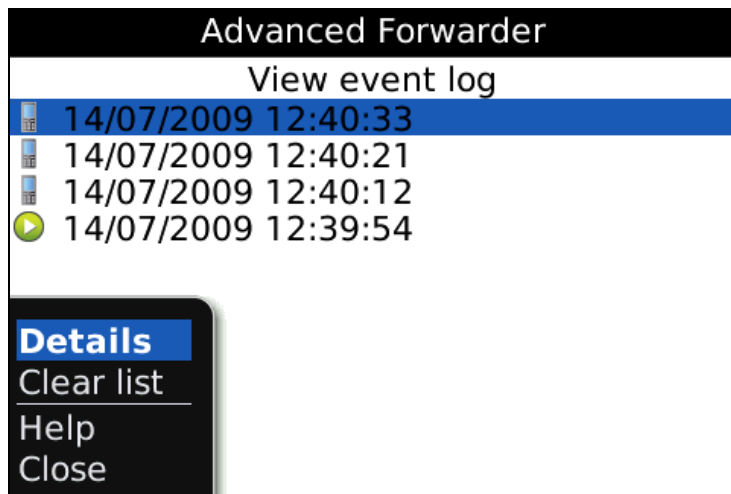 Advanced Forwarder
View event log
14/07/2009 12:40:33
14/07/2009 12:40:21
14/07/2009 12:40:12
14/07/2009 12:39:54
Details
Clear list
Help
Close